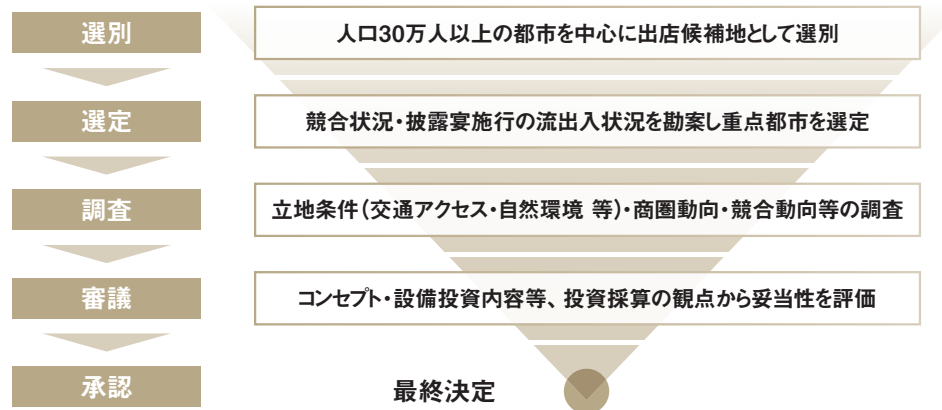 選別
人口30万人以上の都市を中心に出店候補地として選別
選定
競合状況・披露宴施行の流出入状況を勘案し重点都市を選定
調査
立地条件（交通アクセス・自然環境 等）・商圏動向・競合動向等の調査
審議
コンセプト・設備投資内容等、投資採算の観点から妥当性を評価
承認
最終決定